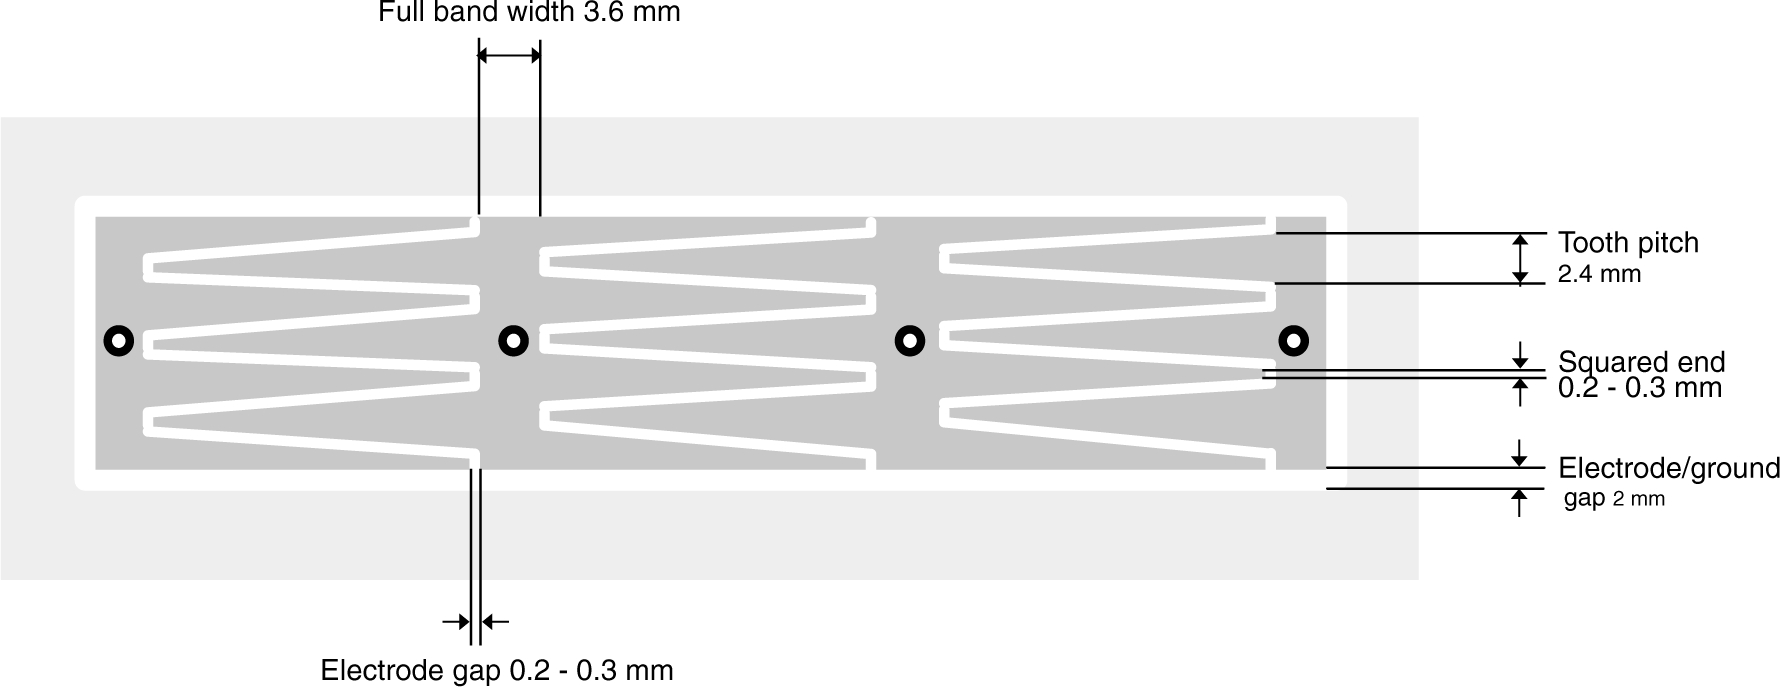 Full band width 3.6 mm
Tooth pitch
2.4 mm
Squared end
0.2 - 0.3 mm
Electrode/ground
gap 2 mm
Electrode gap 0.2 - 0.3 mm